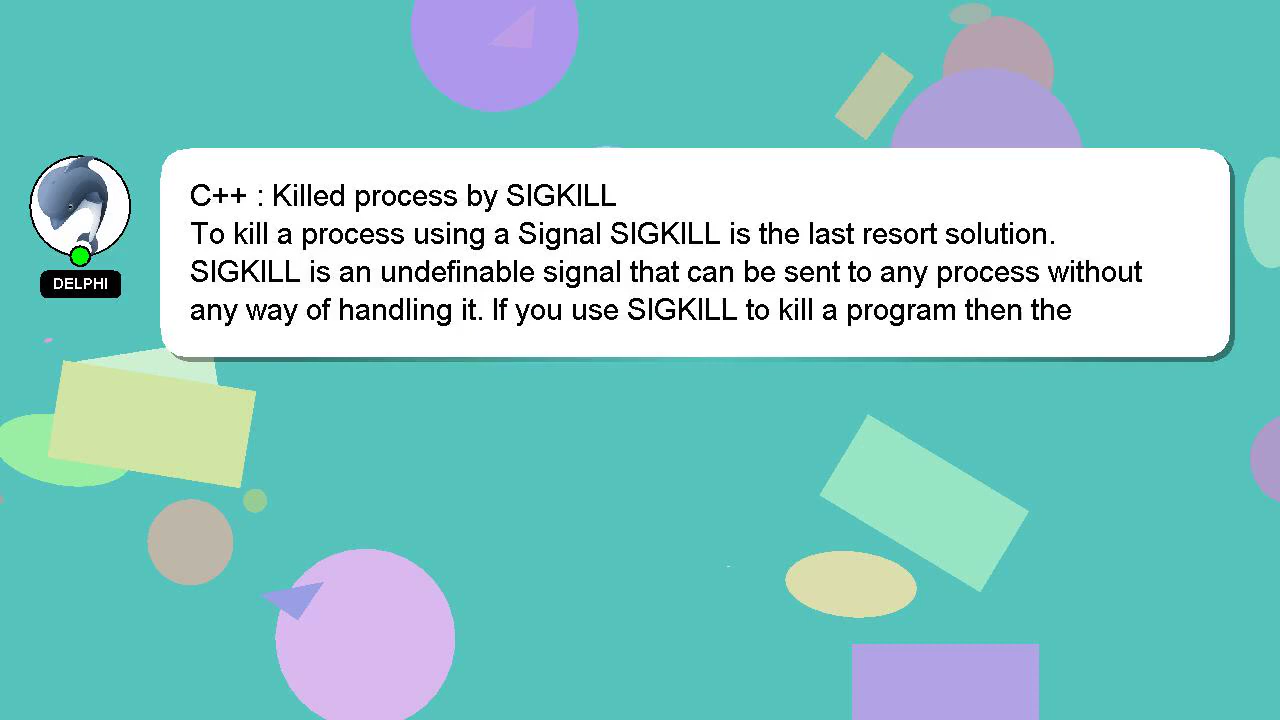 C++ : Killed process by SIGKILL
To kill a process using a Signal SIGKILL is the last resort solution.
SIGKILL is an undefinable signal that can be sent to any process without
any way of handling it. If you use SIGKILL to kill a program then the
DELPHI